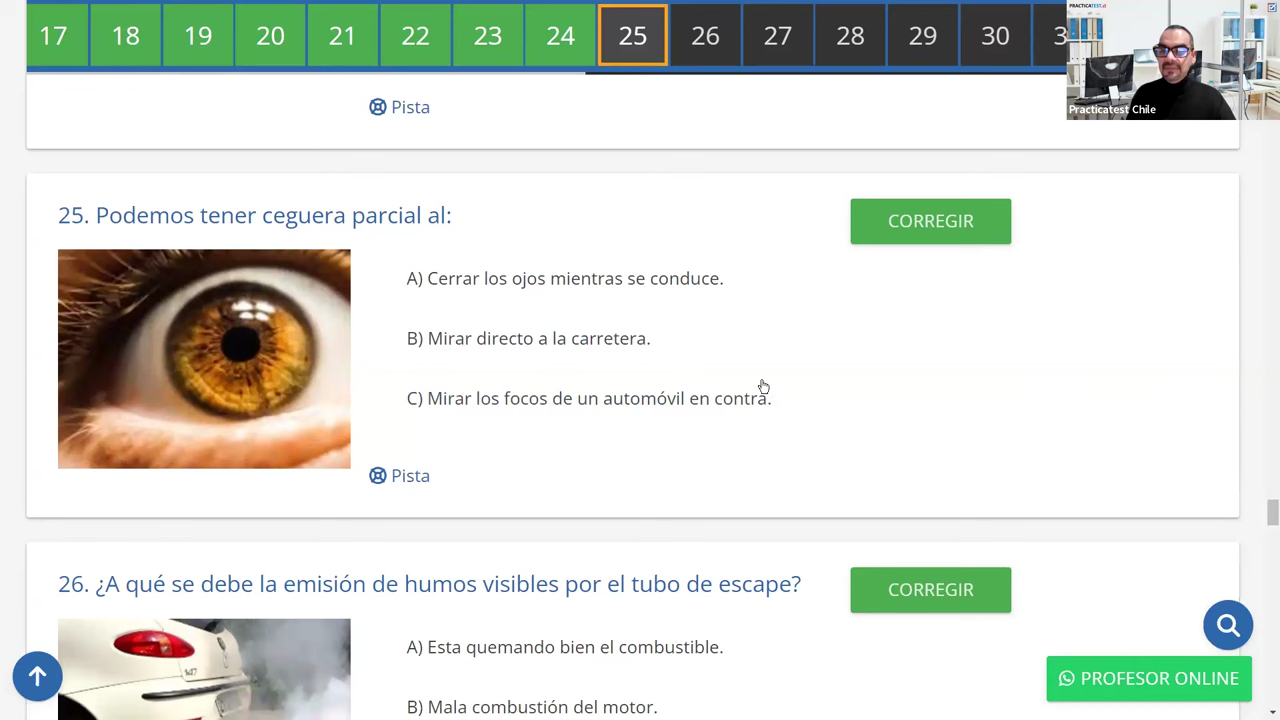 17 18 19 20 21 22 23 24 25 26 27 28 29 30 3
PRACTICATEST.cl
Practicatest Chile
Pista
25. Podemos tener ceguera parcial al:
CORREGIR
A) Cerrar los ojos mientras se conduce.
B) Mirar directo a la carretera.
C) Mirar los focos de un automóvil en contra.
Pista
26. ¿A qué se debe la emisión de humos visibles por el tubo de escape?
CORREGIR
A) Esta quemando bien el combustible.
B) Mala combustión del motor.
PROFESOR ONLINE